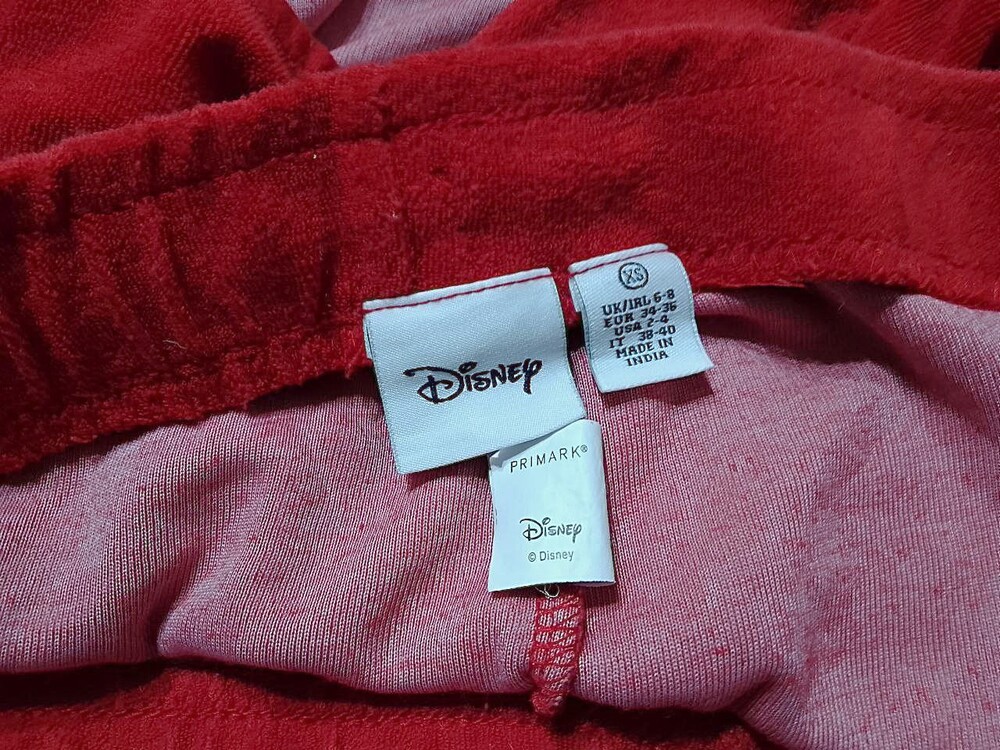 Disney
XS
UK/IRL 6-8
EUR 34-36
USA 2-4
IT 38-40
MADE IN
INDIA
PRIMARK®
Disney
© Disney